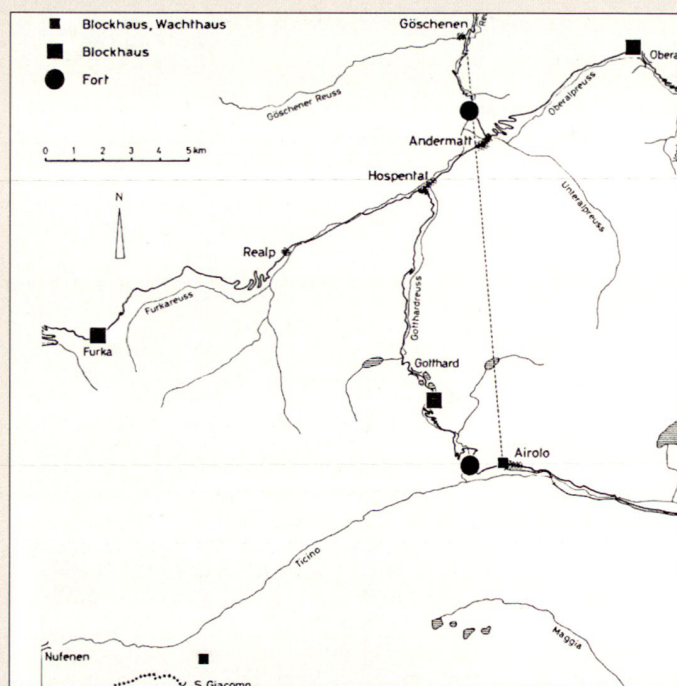 Blockhaus, Wachthaus
Blockhaus
Fort
0 1 2 3 4 5 km
N
Göschenen
Göschener Reuss
Andermatt
Oberalpreuss
Hospental
Unteralpreuss
Realp
Gotthardreuss
Furkareuss
Furka
Gotthard
Airolo
Ticino
Maggia
Nufenen
S. Giacomo